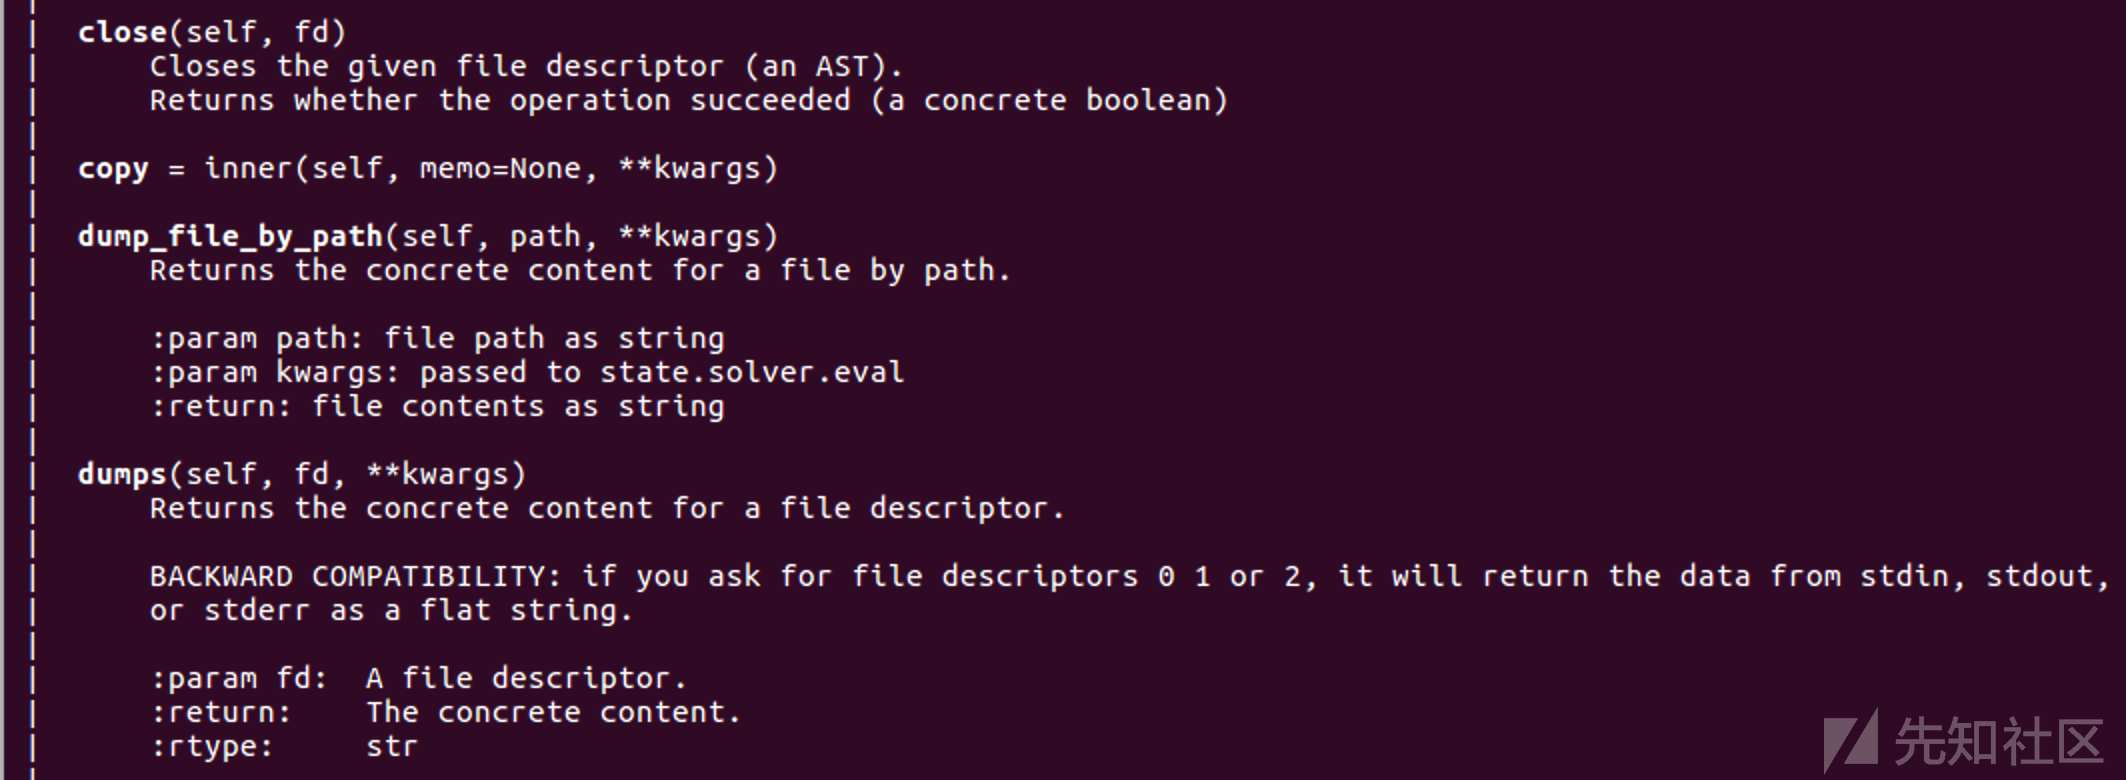 |
|  close(self, fd)
|      Closes the given file descriptor (an AST).
|      Returns whether the operation succeeded (a concrete boolean)
|
|  copy = inner(self, memo=None, **kwargs)
|
|  dump_file_by_path(self, path, **kwargs)
|      Returns the concrete content for a file by path.
|
|      :param path: file path as string
|      :param kwargs: passed to state.solver.eval
|      :return: file contents as string
|
|  dumps(self, fd, **kwargs)
|      Returns the concrete content for a file descriptor.
|
|      BACKWARD COMPATIBILITY: if you ask for file descriptors 0 1 or 2, it will return the data from stdin, stdout,
|      or stderr as a flat string.
|
|      :param fd:  A file descriptor.
|      :return:    The concrete content.
|      :rtype:     str
|
先知社区